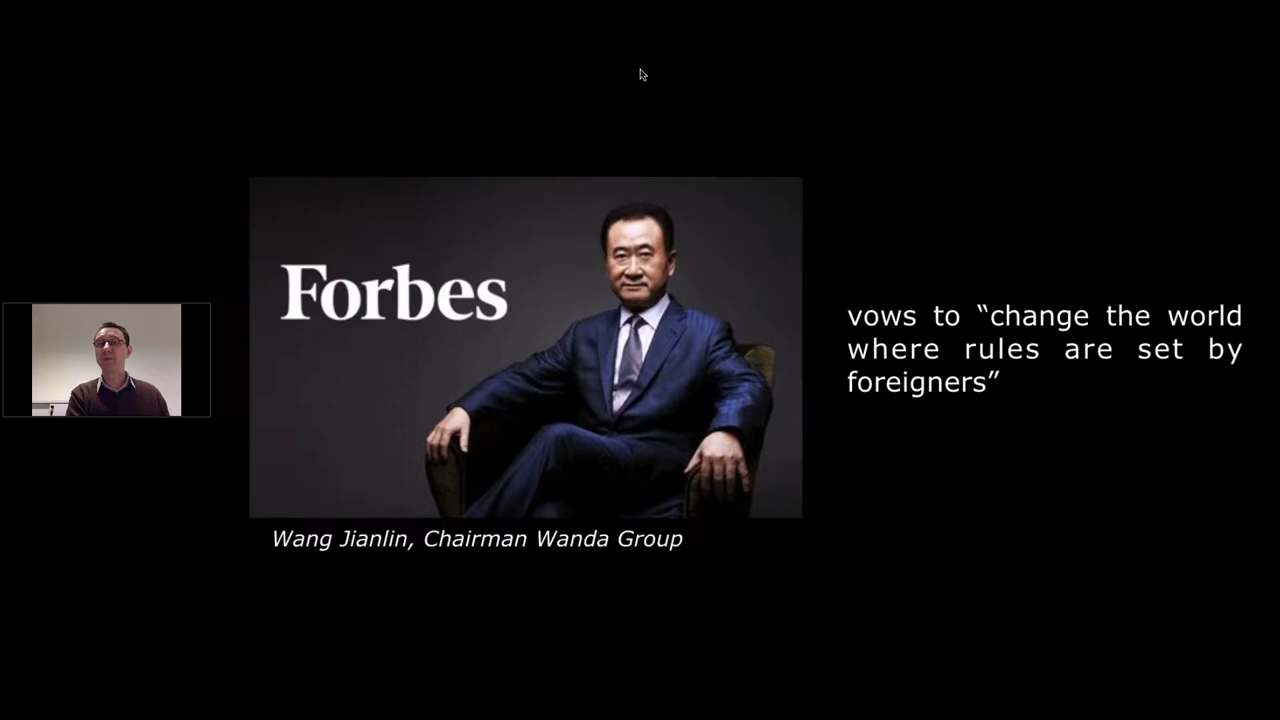 Forbes
vows to “change the world
where rules are set by
foreigners”
Wang Jianlin, Chairman Wanda Group